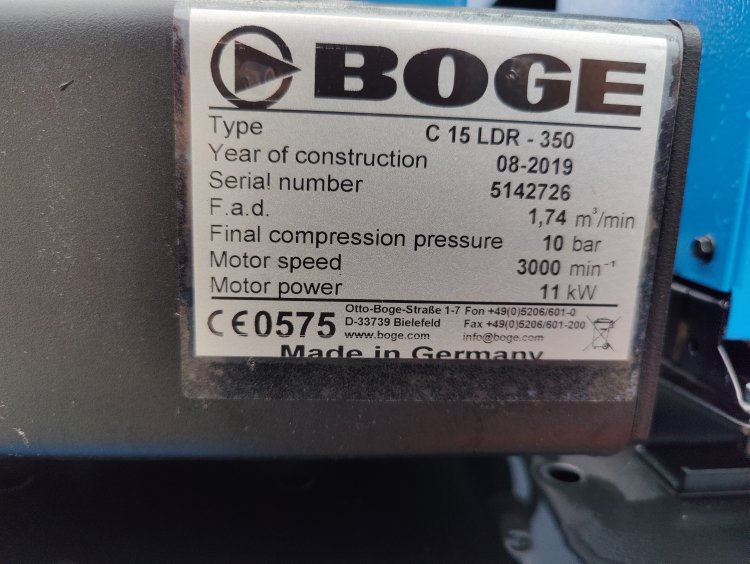 BOGE
Type C 15 LDR - 350
Year of construction 08-2019
Serial number 5142726
F.a.d. 1,74 m³/min
Final compression pressure 10 bar
Motor speed 3000 min⁻¹
Motor power 11 kW
CE0575
Otto-Boge-Straße 1-7 Fon +49(0)5206/601-0
D-33739 Bielefeld Fax +49(0)5206/601-200
www.boge.com info@boge.com
Made in Germany